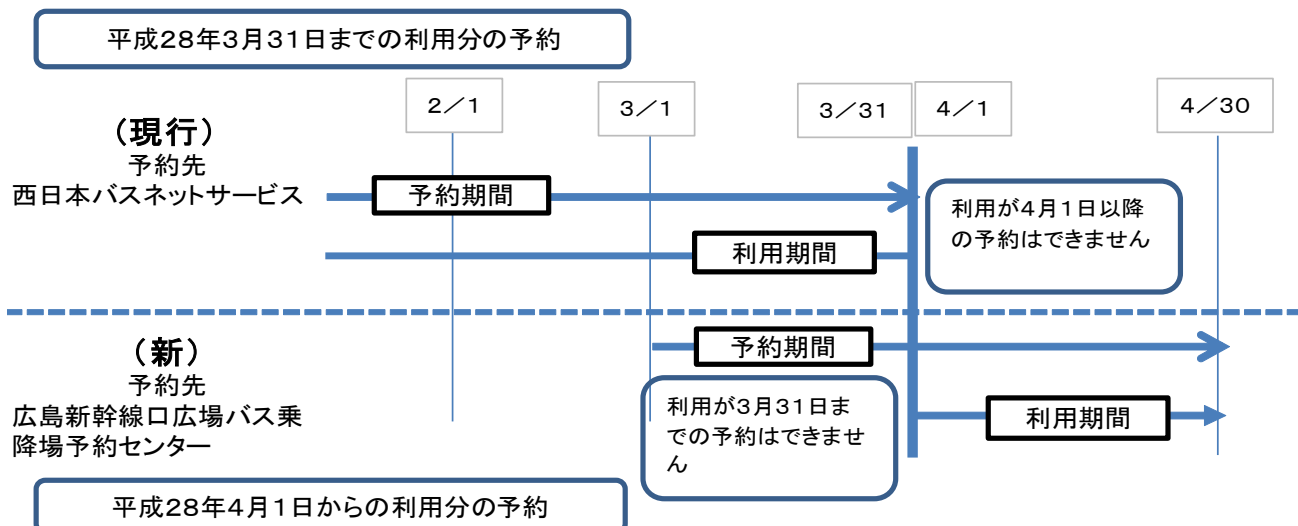 平成28年3月31日までの利用分の予約
2／1
3／1
3／31
4／1
4／30
（現行）
予約先
西日本バスネットサービス
予約期間
利用期間
利用が4月1日以降
の予約はできません
（新）
予約先
広島新幹線口広場バス乗
降場予約センター
予約期間
利用が3月31日ま
での予約はできませ
ん
利用期間
平成28年4月1日からの利用分の予約